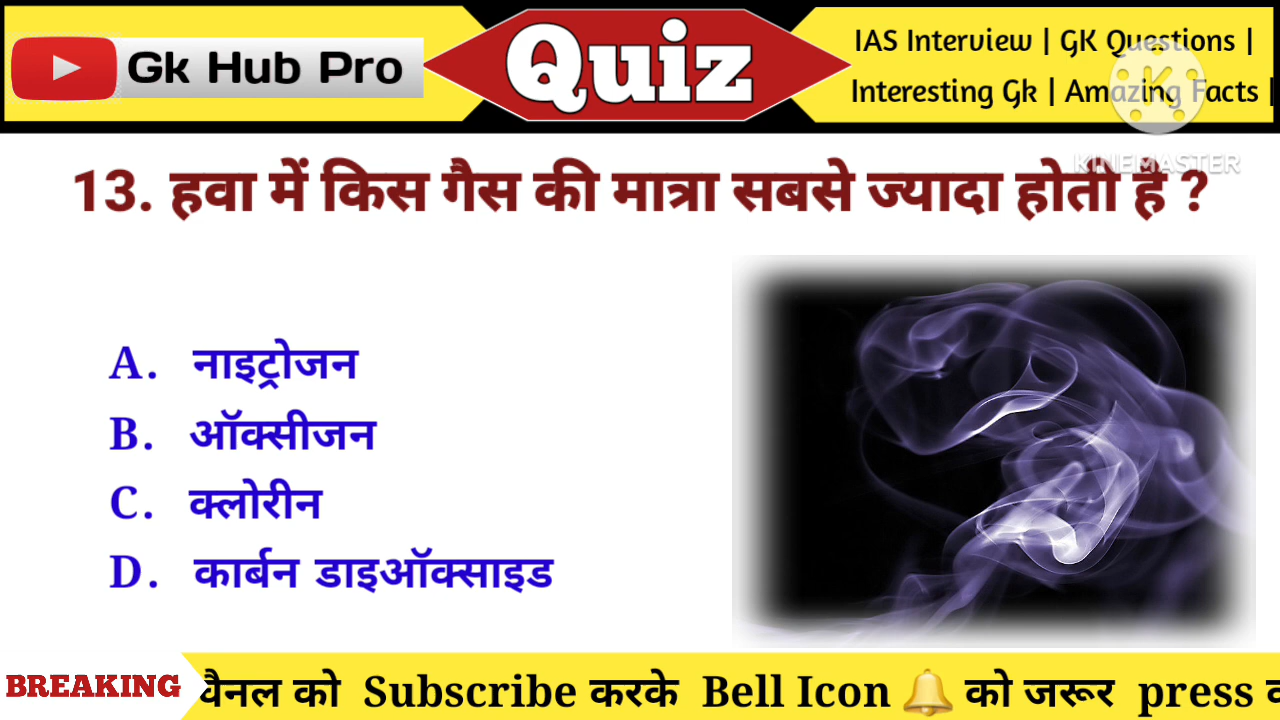 Gk Hub Pro
Quiz
IAS Interview | GK Questions |
Interesting Gk | Amazing Facts |
KINEMASTER
13. हवा में किस गैस की मात्रा सबसे ज्यादा होती है ?
A. नाइट्रोजन
B. ऑक्सीजन
C. क्लोरीन
D. कार्बन डाइऑक्साइड
BREAKING
को Subscribe करके Bell Icon 🔔 को जरूर press